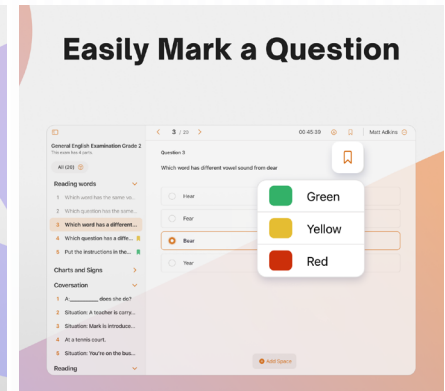 Easily Mark a Question
3 / 20
00:45:39
Matt Adkins
General English Examination Grade 2
This exam has 4 parts
All (20)
Reading words
1 Which word has the same vo...
2 Which question has the same...
3 Which word has a different...
4 Which question has a diffe...
5 Put the instructions in the...
Charts and Signs
Coversation
1 A:________ does she do?
2 Situation: A teacher is carry...
3 Situation: Mark is introduce...
4 At a tennis court.
5 Situation: You're on the bus...
Reading
Question 3
Which word has different vowel sound from dear
Hear
Fear
Bear
Year
Green
Yellow
Red
Add Space